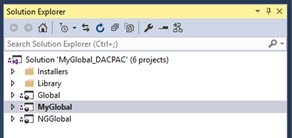 Solution Explorer
Search Solution Explorer (Ctrl+;)
Solution 'MyGlobal_DACPAC' (6 projects)
Installers
Library
Global
MyGlobal
NGGlobal